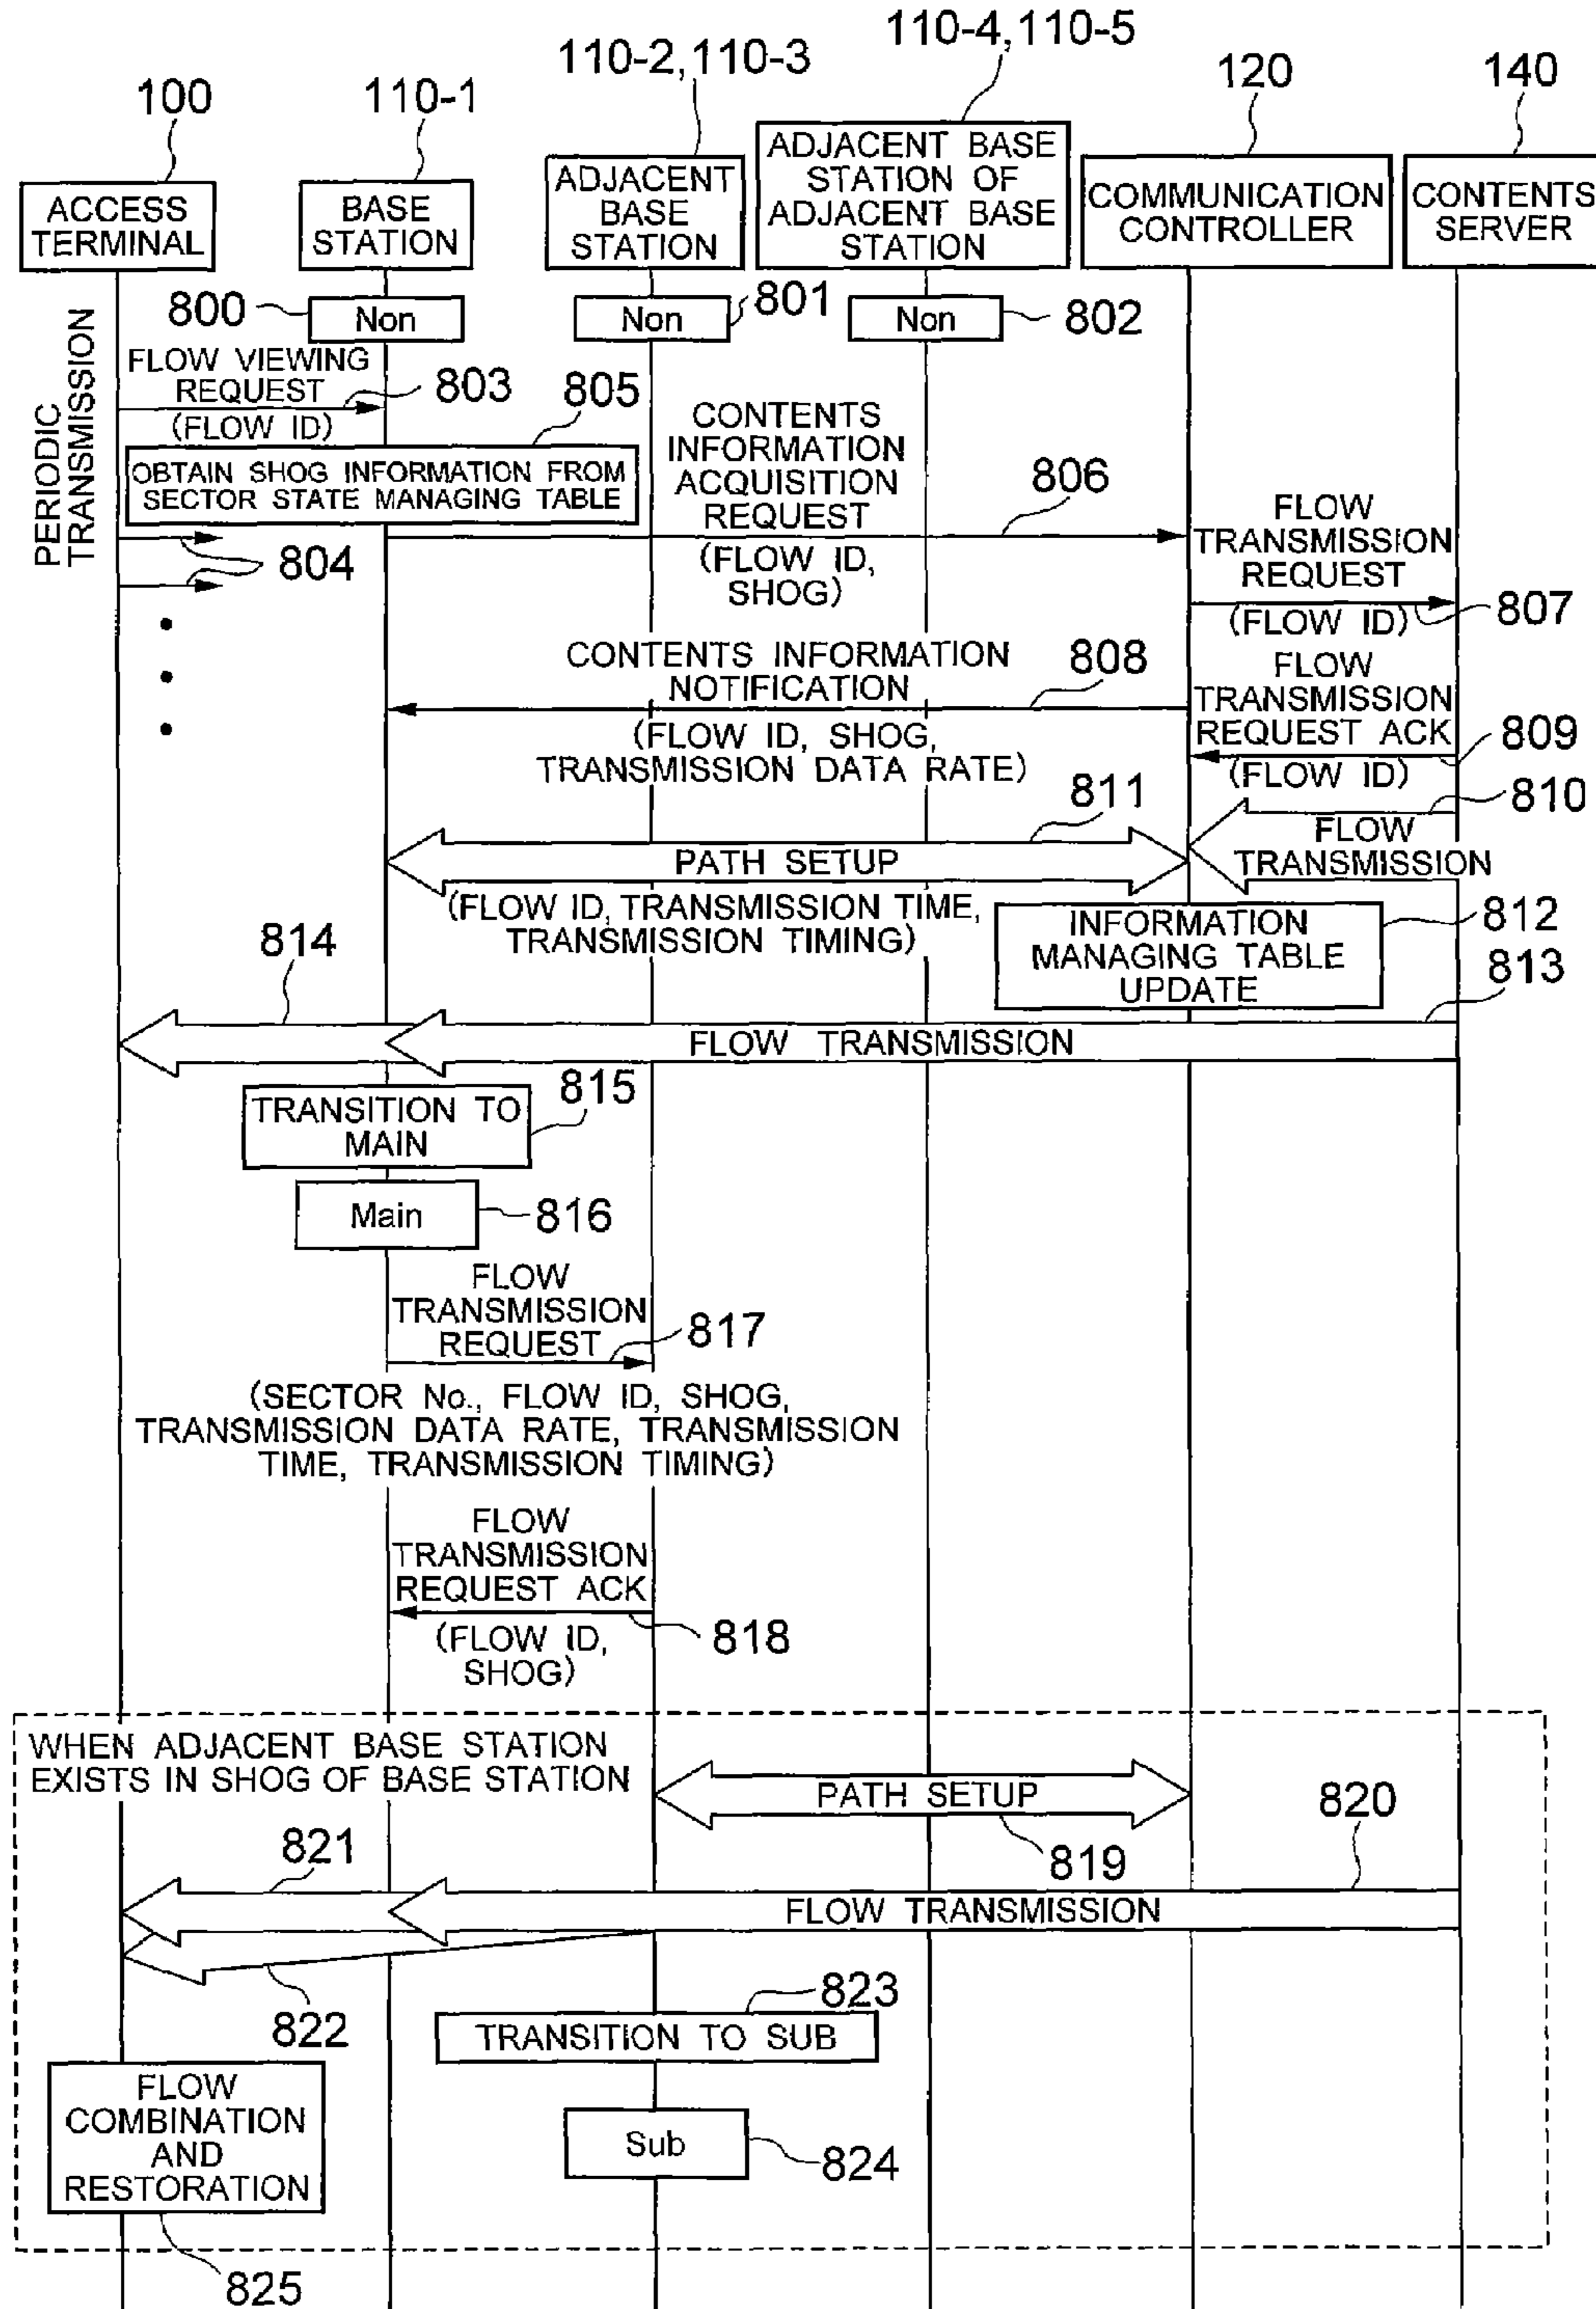 110-4, 110-5
110-2, 110-3
120
140
100
110-1
ACCESS
TERMINAL
BASE
STATION
ADJACENT
BASE
STATION
ADJACENT BASE
STATION OF
ADJACENT BASE
STATION
COMMUNICATION
CONTROLLER
CONTENTS
SERVER
800
Non
Non
801
Non
802
PERIODIC
TRANSMISSION
FLOW VIEWING
REQUEST
803
(FLOW ID)
805
OBTAIN SHOG INFORMATION FROM
SECTOR STATE MANAGING TABLE
804
CONTENTS
INFORMATION
ACQUISITION
REQUEST
806
(FLOW ID,
SHOG)
FLOW
TRANSMISSION
REQUEST
807
(FLOW ID)
CONTENTS INFORMATION
NOTIFICATION
808
(FLOW ID, SHOG,
TRANSMISSION DATA RATE)
FLOW
TRANSMISSION
REQUEST ACK
809
(FLOW ID)
810
FLOW
TRANSMISSION
811
PATH SETUP
(FLOW ID, TRANSMISSION TIME,
TRANSMISSION TIMING)
INFORMATION
MANAGING TABLE
UPDATE
812
813
814
FLOW TRANSMISSION
TRANSITION TO
MAIN
815
Main
816
FLOW
TRANSMISSION
REQUEST
817
(SECTOR No., FLOW ID, SHOG,
TRANSMISSION DATA RATE, TRANSMISSION
TIME, TRANSMISSION TIMING)
FLOW
TRANSMISSION
REQUEST ACK
818
(FLOW ID,
SHOG)
WHEN ADJACENT BASE STATION
EXISTS IN SHOG OF BASE STATION
PATH SETUP
819
820
821
FLOW TRANSMISSION
822
823
TRANSITION TO SUB
FLOW
COMBINATION
AND
RESTORATION
Sub
824
825